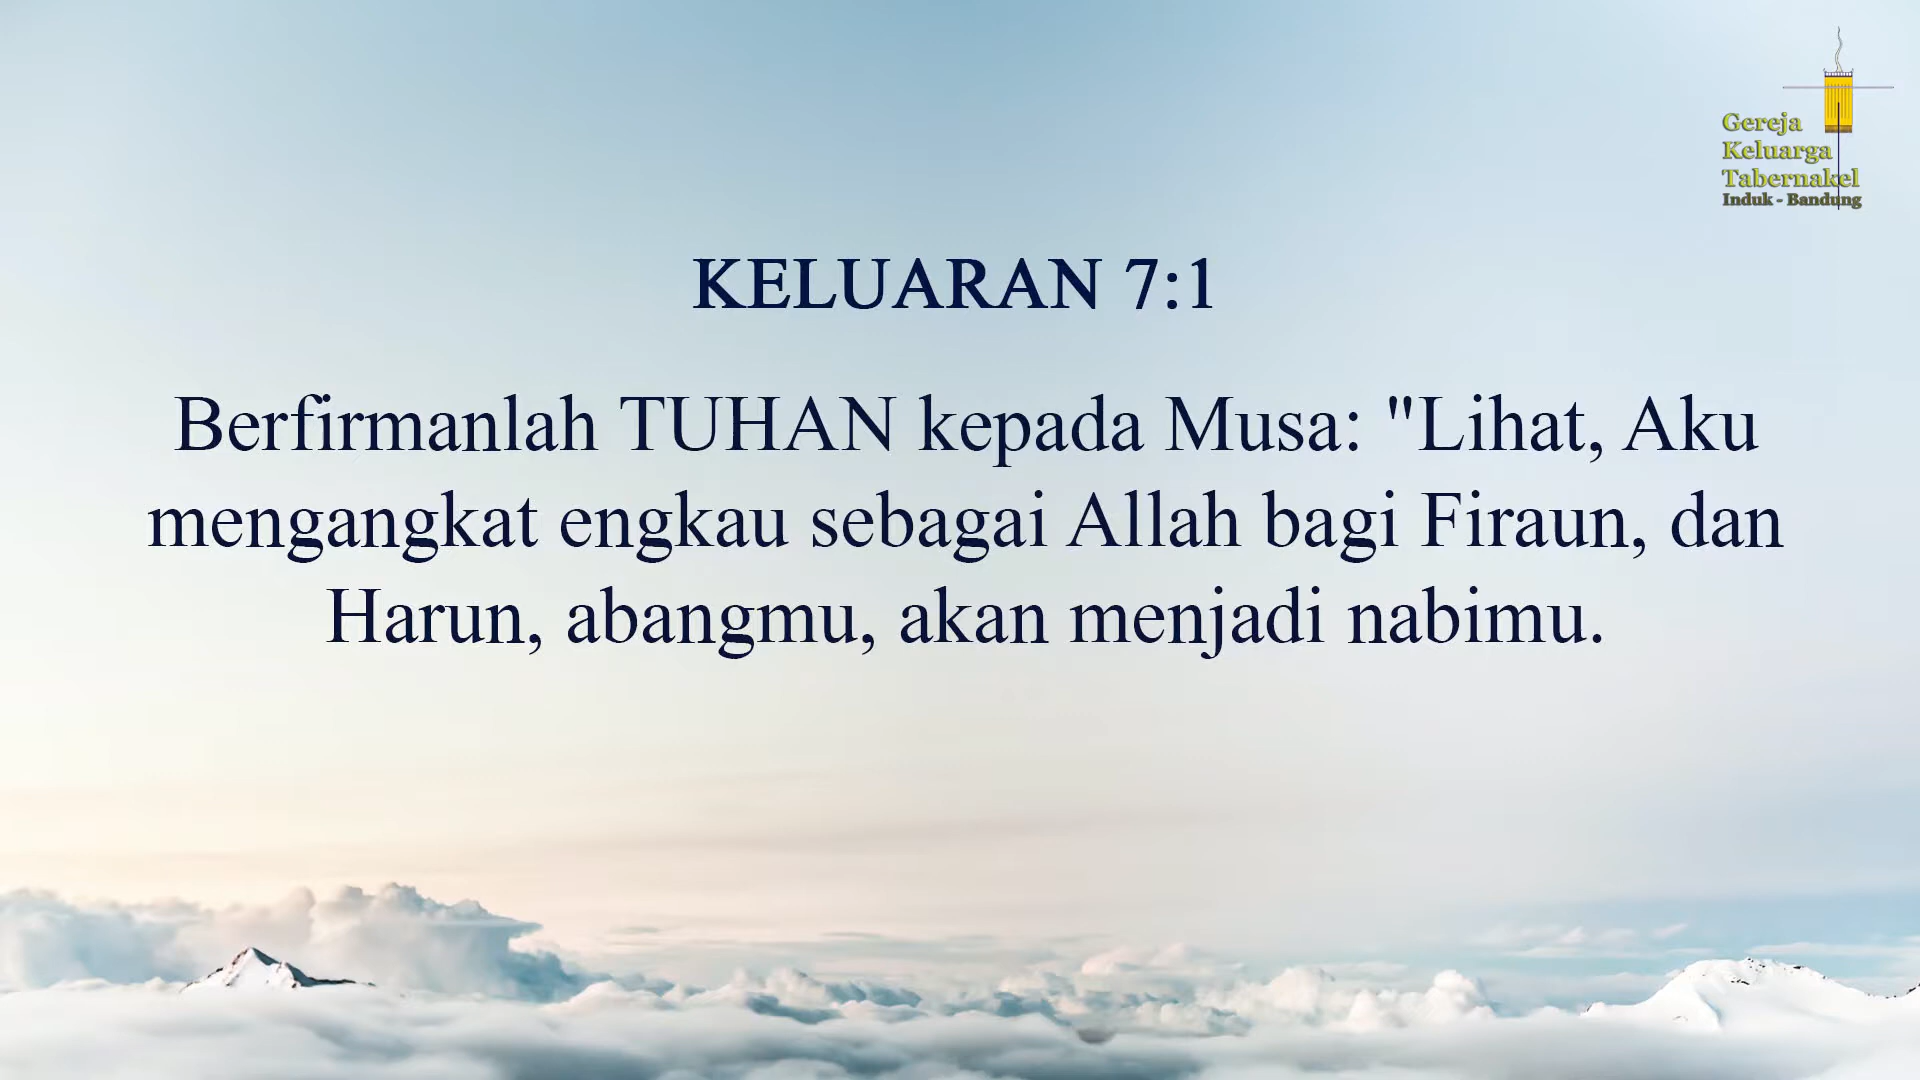 Gereja
Keluarga
Tabernakel
Induk - Bandung
KELUARAN 7:1
Berfirmanlah TUHAN kepada Musa: "Lihat, Aku
mengangkat engkau sebagai Allah bagi Firaun, dan
Harun, abangmu, akan menjadi nabimu.